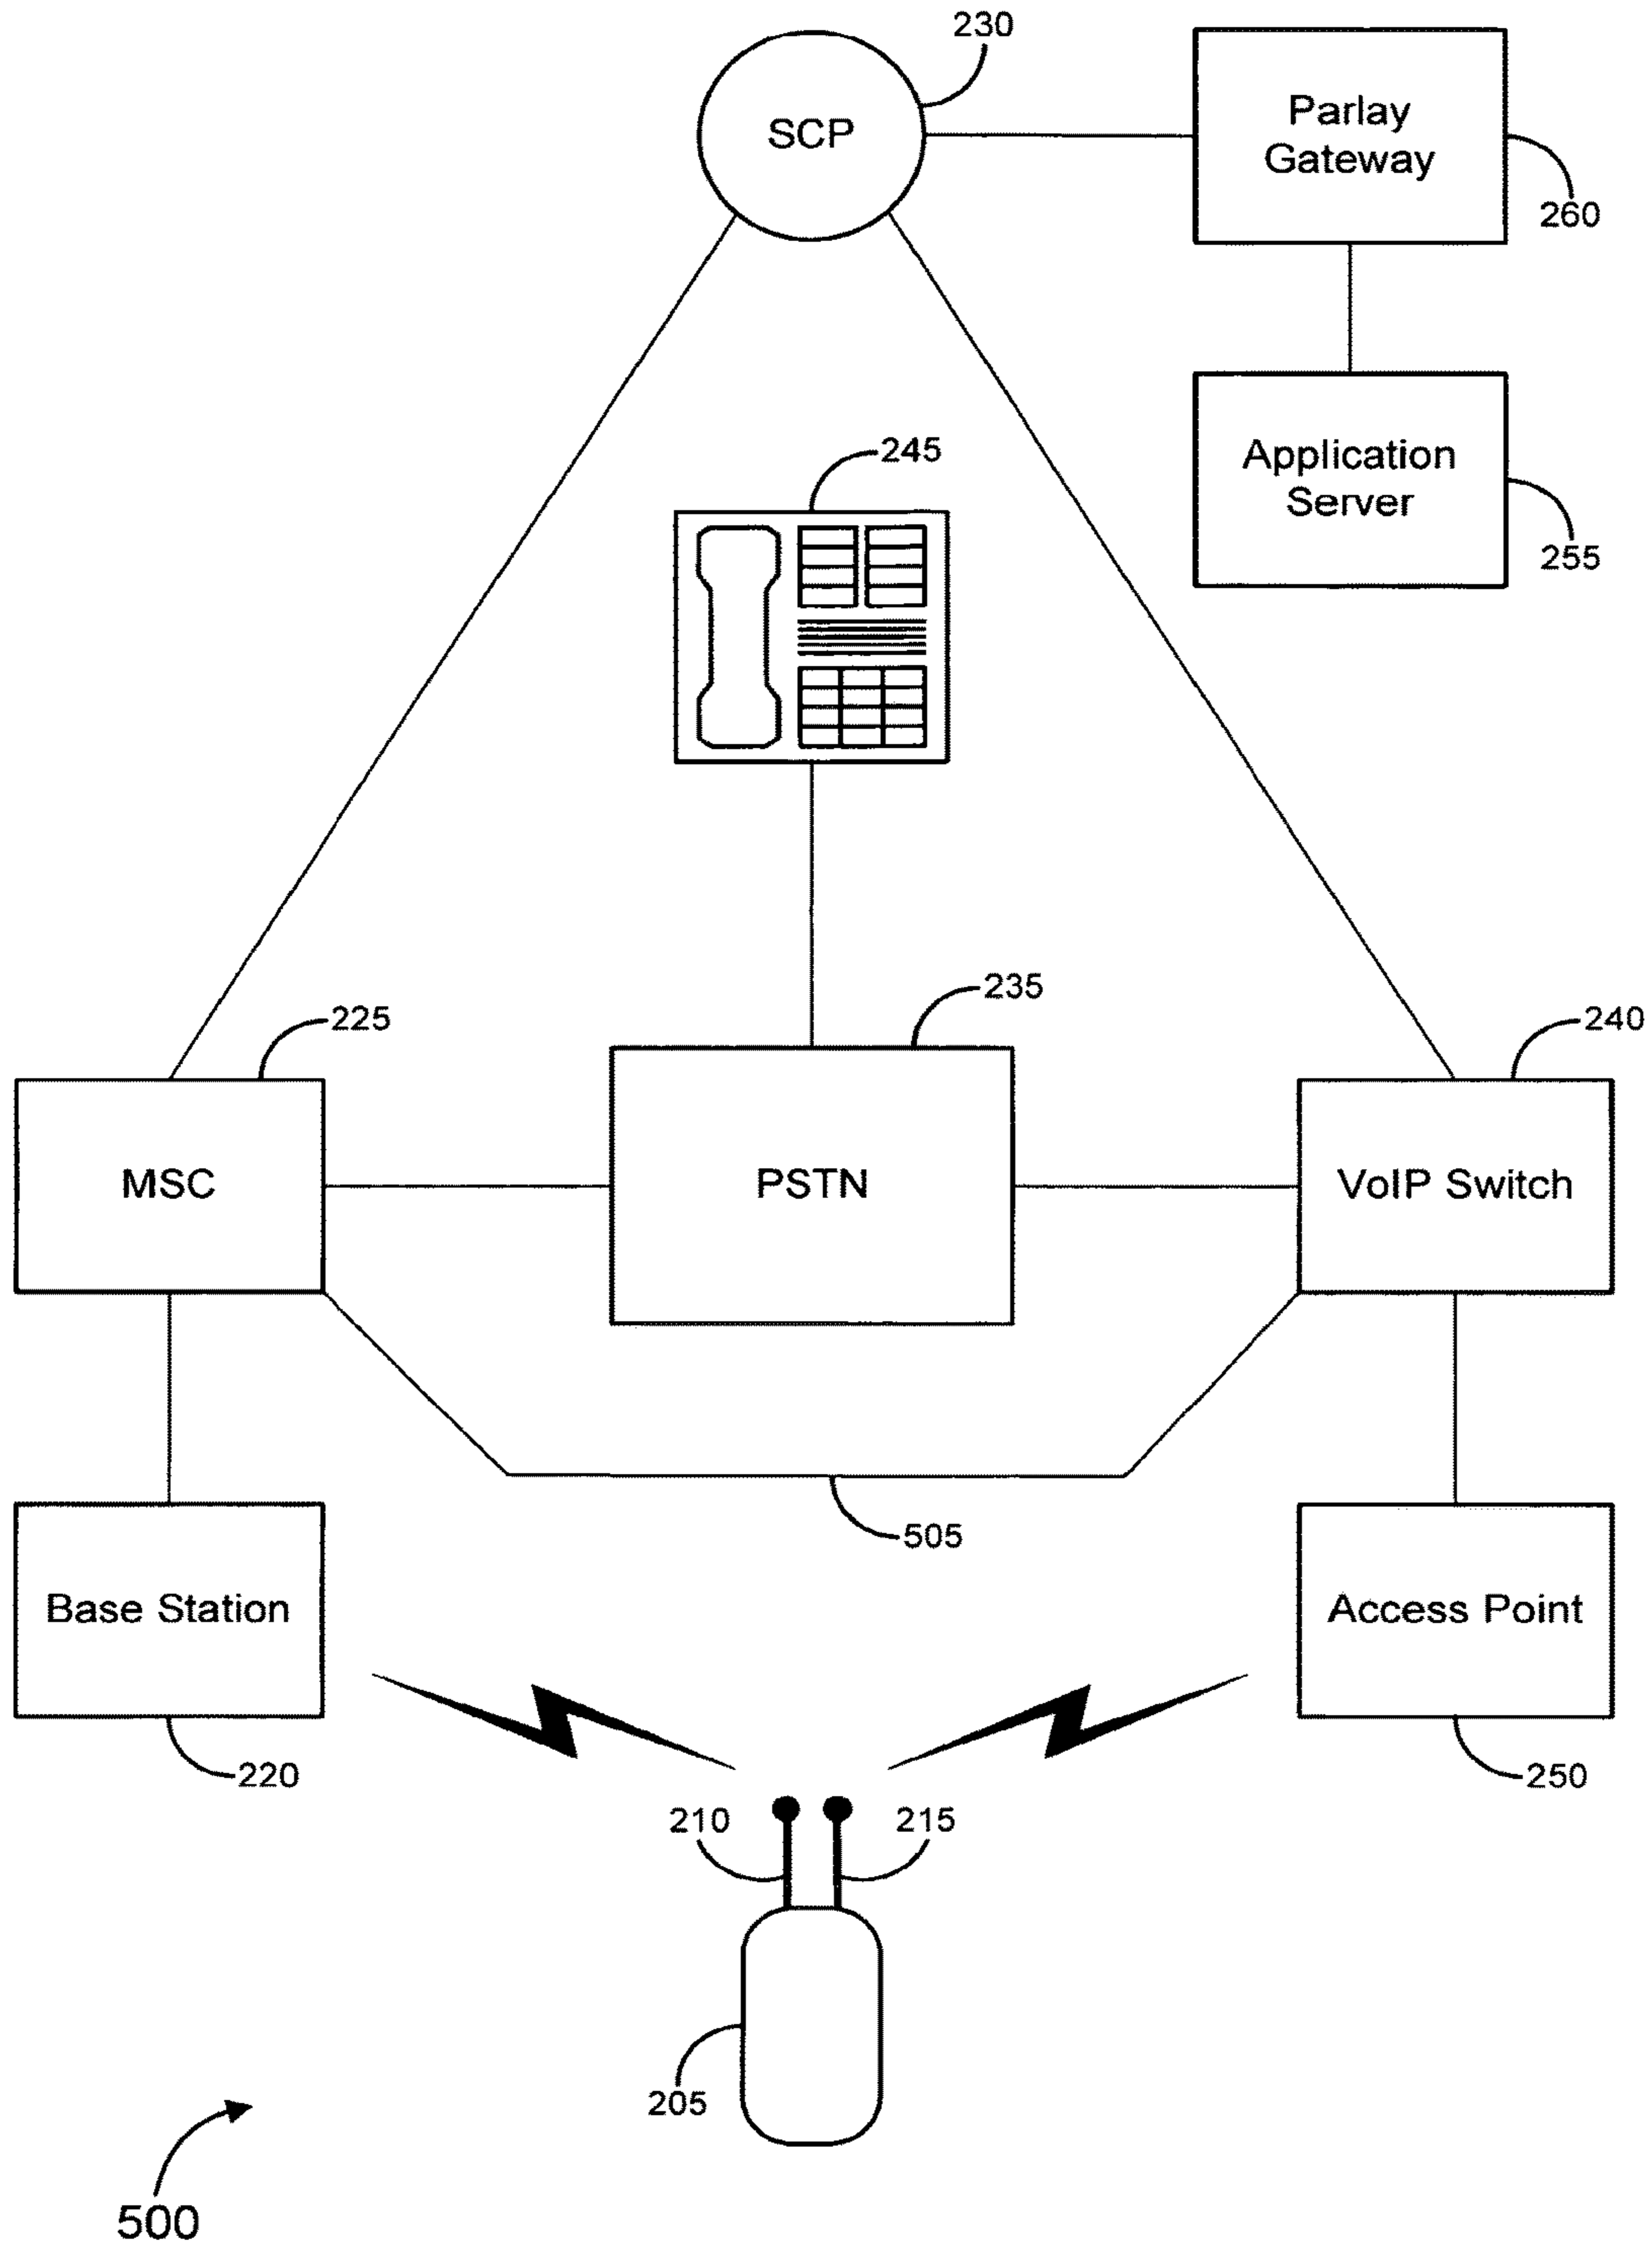 230
SCP
Parlay
Gateway
260
245
Application
Server
255
235
225
240
MSC
PSTN
VoIP Switch
505
Base Station
Access Point
220
250
210
215
205
500